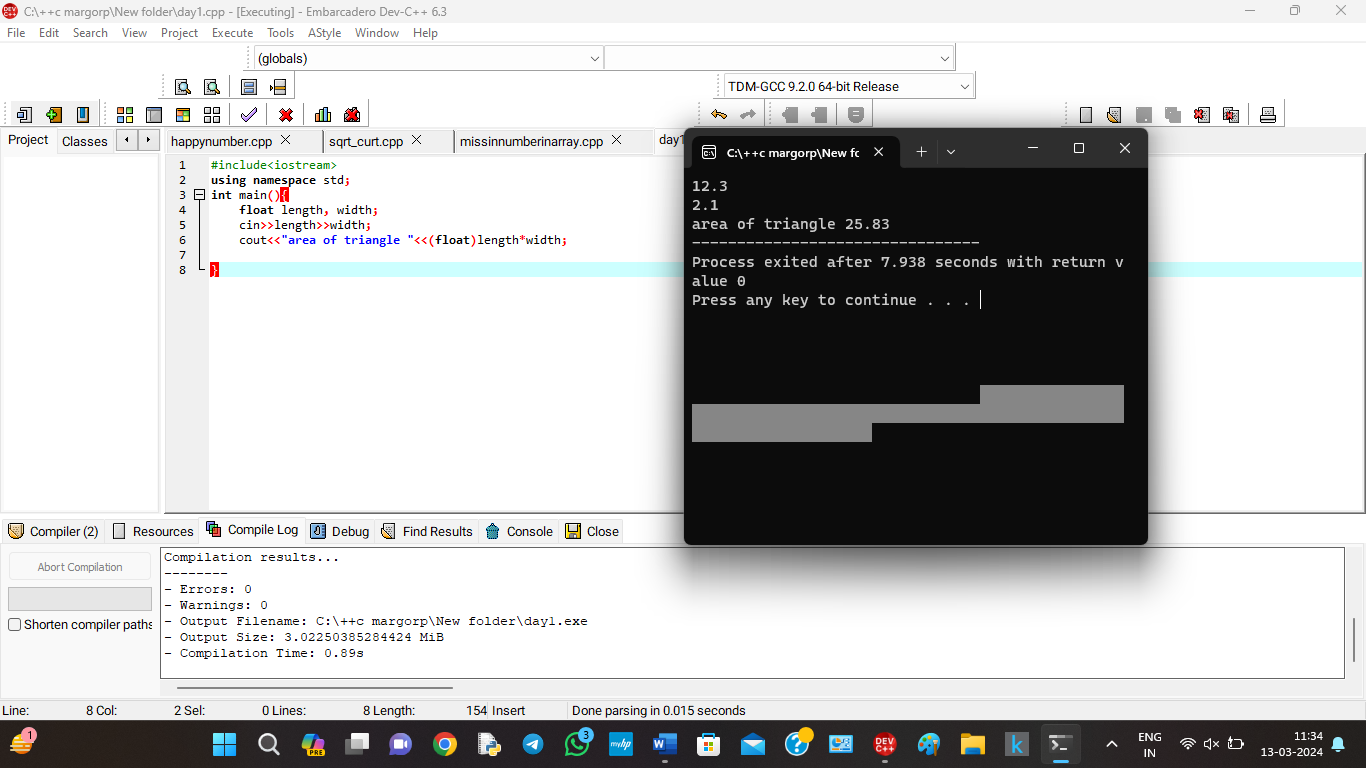 C:\++c margorp\New folder\day1.cpp - [Executing] - Embarcadero Dev-C++ 6.3
File Edit Search View Project Execute Tools AStyle Window Help
(globals)
TDM-GCC 9.2.0 64-bit Release
Project Classes
happynumber.cpp sqrt_curt.cpp missinnumberinarray.cpp day1
1 #include<iostream>
2 using namespace std;
3 int main(){
4 float length, width;
5 cin>>length>>width;
6 cout<<"area of triangle "<<(float)length*width;
7
8 }
C:\++c margorp\New fc
12.3
2.1
area of triangle 25.83
--------------------------------
Process exited after 7.938 seconds with return v
alue 0
Press any key to continue . . .
Compiler (2) Resources Compile Log Debug Find Results Console Close
Abort Compilation
Shorten compiler paths
Compilation results...
--------
- Errors: 0
- Warnings: 0
- Output Filename: C:\++c margorp\New folder\day1.exe
- Output Size: 3.02250385284424 MiB
- Compilation Time: 0.89s
Line: 8 Col: 2 Sel: 0 Lines: 8 Length: 154 Insert Done parsing in 0.015 seconds
1
PRE
3
myhp
W
DEV C++
k
ENG
IN
11:34
13-03-2024